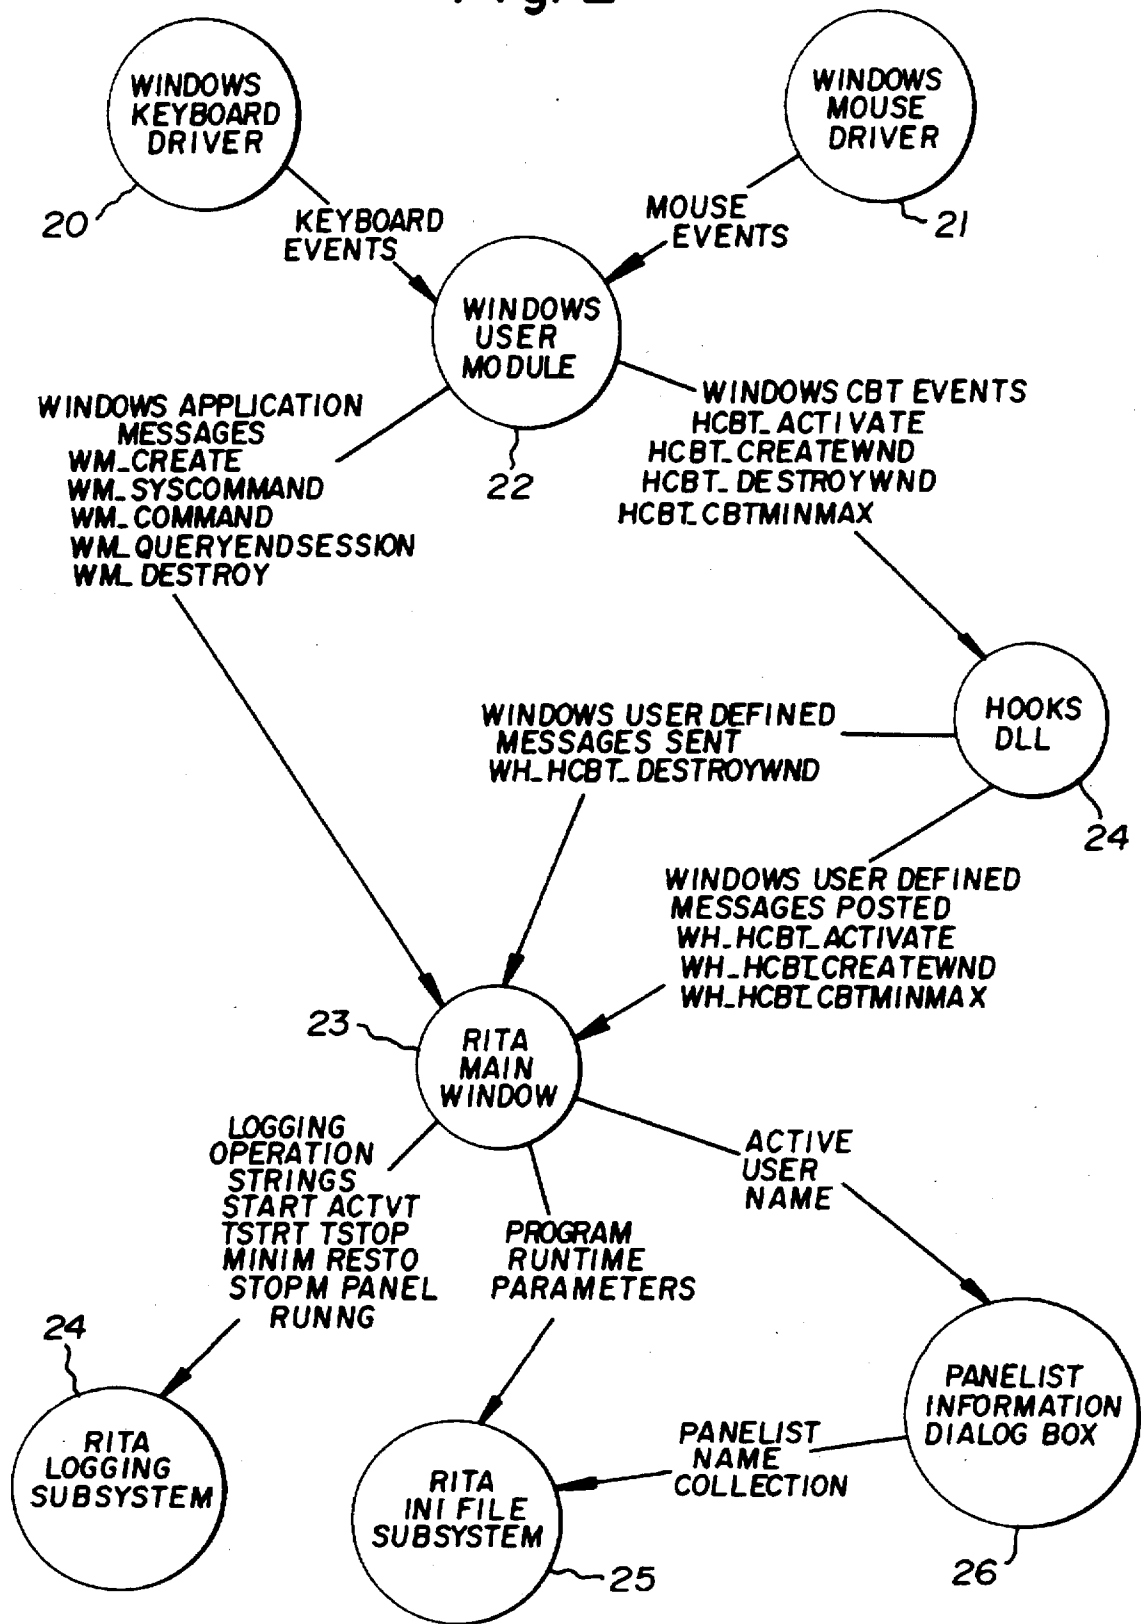 WINDOWS
KEYBOARD
DRIVER
20
WINDOWS
MOUSE
DRIVER
21
KEYBOARD
EVENTS
MOUSE
EVENTS
WINDOWS
USER
MODULE
22
WINDOWS APPLICATION
MESSAGES
WM_CREATE
WM_SYSCOMMAND
WM_COMMAND
WM_QUERYENDSESSION
WM_DESTROY
WINDOWS CBT EVENTS
HCBT_ACTIVATE
HCBT_CREATEWND
HCBT_DESTROYWND
HCBT_CBTMINMAX
HOOKS
DLL
24
WINDOWS USER DEFINED
MESSAGES SENT
WH_HCBT_DESTROYWND
WINDOWS USER DEFINED
MESSAGES POSTED
WH_HCBT_ACTIVATE
WH_HCBT_CREATEWND
WH_HCBT_CBTMINMAX
23
RITA
MAIN
WINDOW
LOGGING
OPERATION
STRINGS
START ACTVT
TSTRT TSTOP
MINIM RESTO
STOPM PANEL
RUNNG
PROGRAM
RUNTIME
PARAMETERS
ACTIVE
USER
NAME
24
RITA
LOGGING
SUBSYSTEM
RITA
INI FILE
SUBSYSTEM
25
PANELIST
NAME
COLLECTION
PANELIST
INFORMATION
DIALOG BOX
26